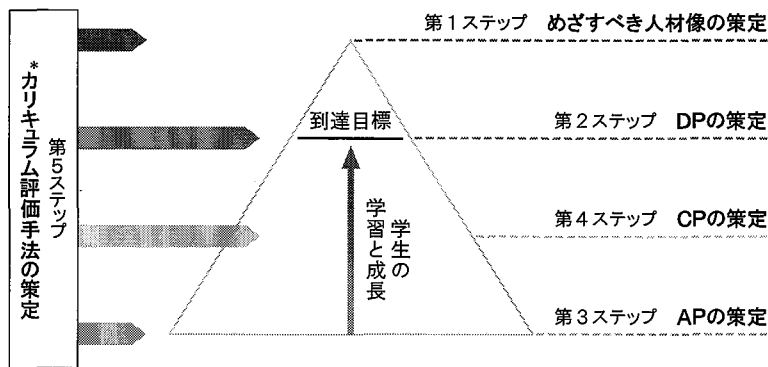 第1ステップ めざすべき人材像の策定
第5ステップ
*カリキュラム評価手法の策定
到達目標
第2ステップ DPの策定
学生の
学習と成長
第4ステップ CPの策定
第3ステップ APの策定